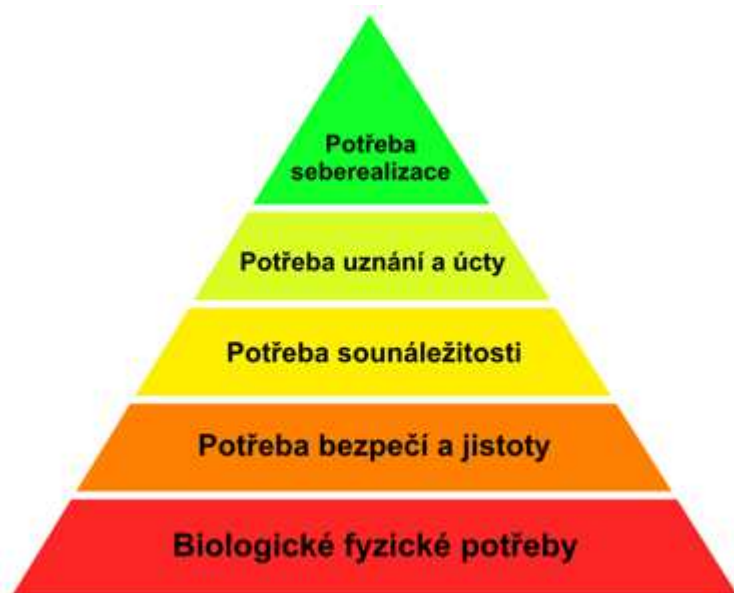 Potřeba
seberealizace
Potřeba uznání a úcty
Potřeba sounáležitosti
Potřeba bezpečí a jistoty
Biologické fyzické potřeby